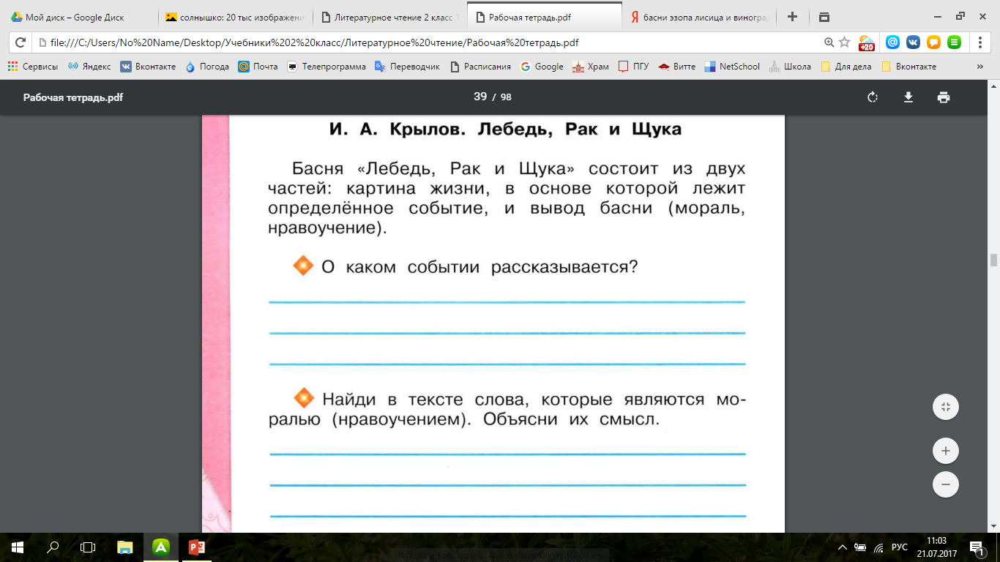 Мой диск – Google Диск
солнышко: 20 тыс изображени
Литературное чтение 2 класс 1
Рабочая тетрадь.pdf
басни эзопа лисица и виноград
file:///C:/Users/No%20Name/Desktop/Учебники%202%20класс/Литературное%20чтение/Рабочая%20тетрадь.pdf
+20
Сервисы
Яндекс
Вконтакте
Погода
Почта
Телепрограмма
Переводчик
Расписания
Google
Храм
ПГУ
Витте
NetSchool
Школа
Для дела
Вконтакте
»
Рабочая тетрадь.pdf
39 / 98
И. А. Крылов. Лебедь, Рак и Щука
Басня «Лебедь, Рак и Щука» состоит из двух
частей: картина жизни, в основе которой лежит
определённое событие, и вывод басни (мораль,
нравоучение).
О каком событии рассказывается?
Найди в тексте слова, которые являются мо-
ралью (нравоучением). Объясни их смысл.
РУС
11:03
21.07.2017
1